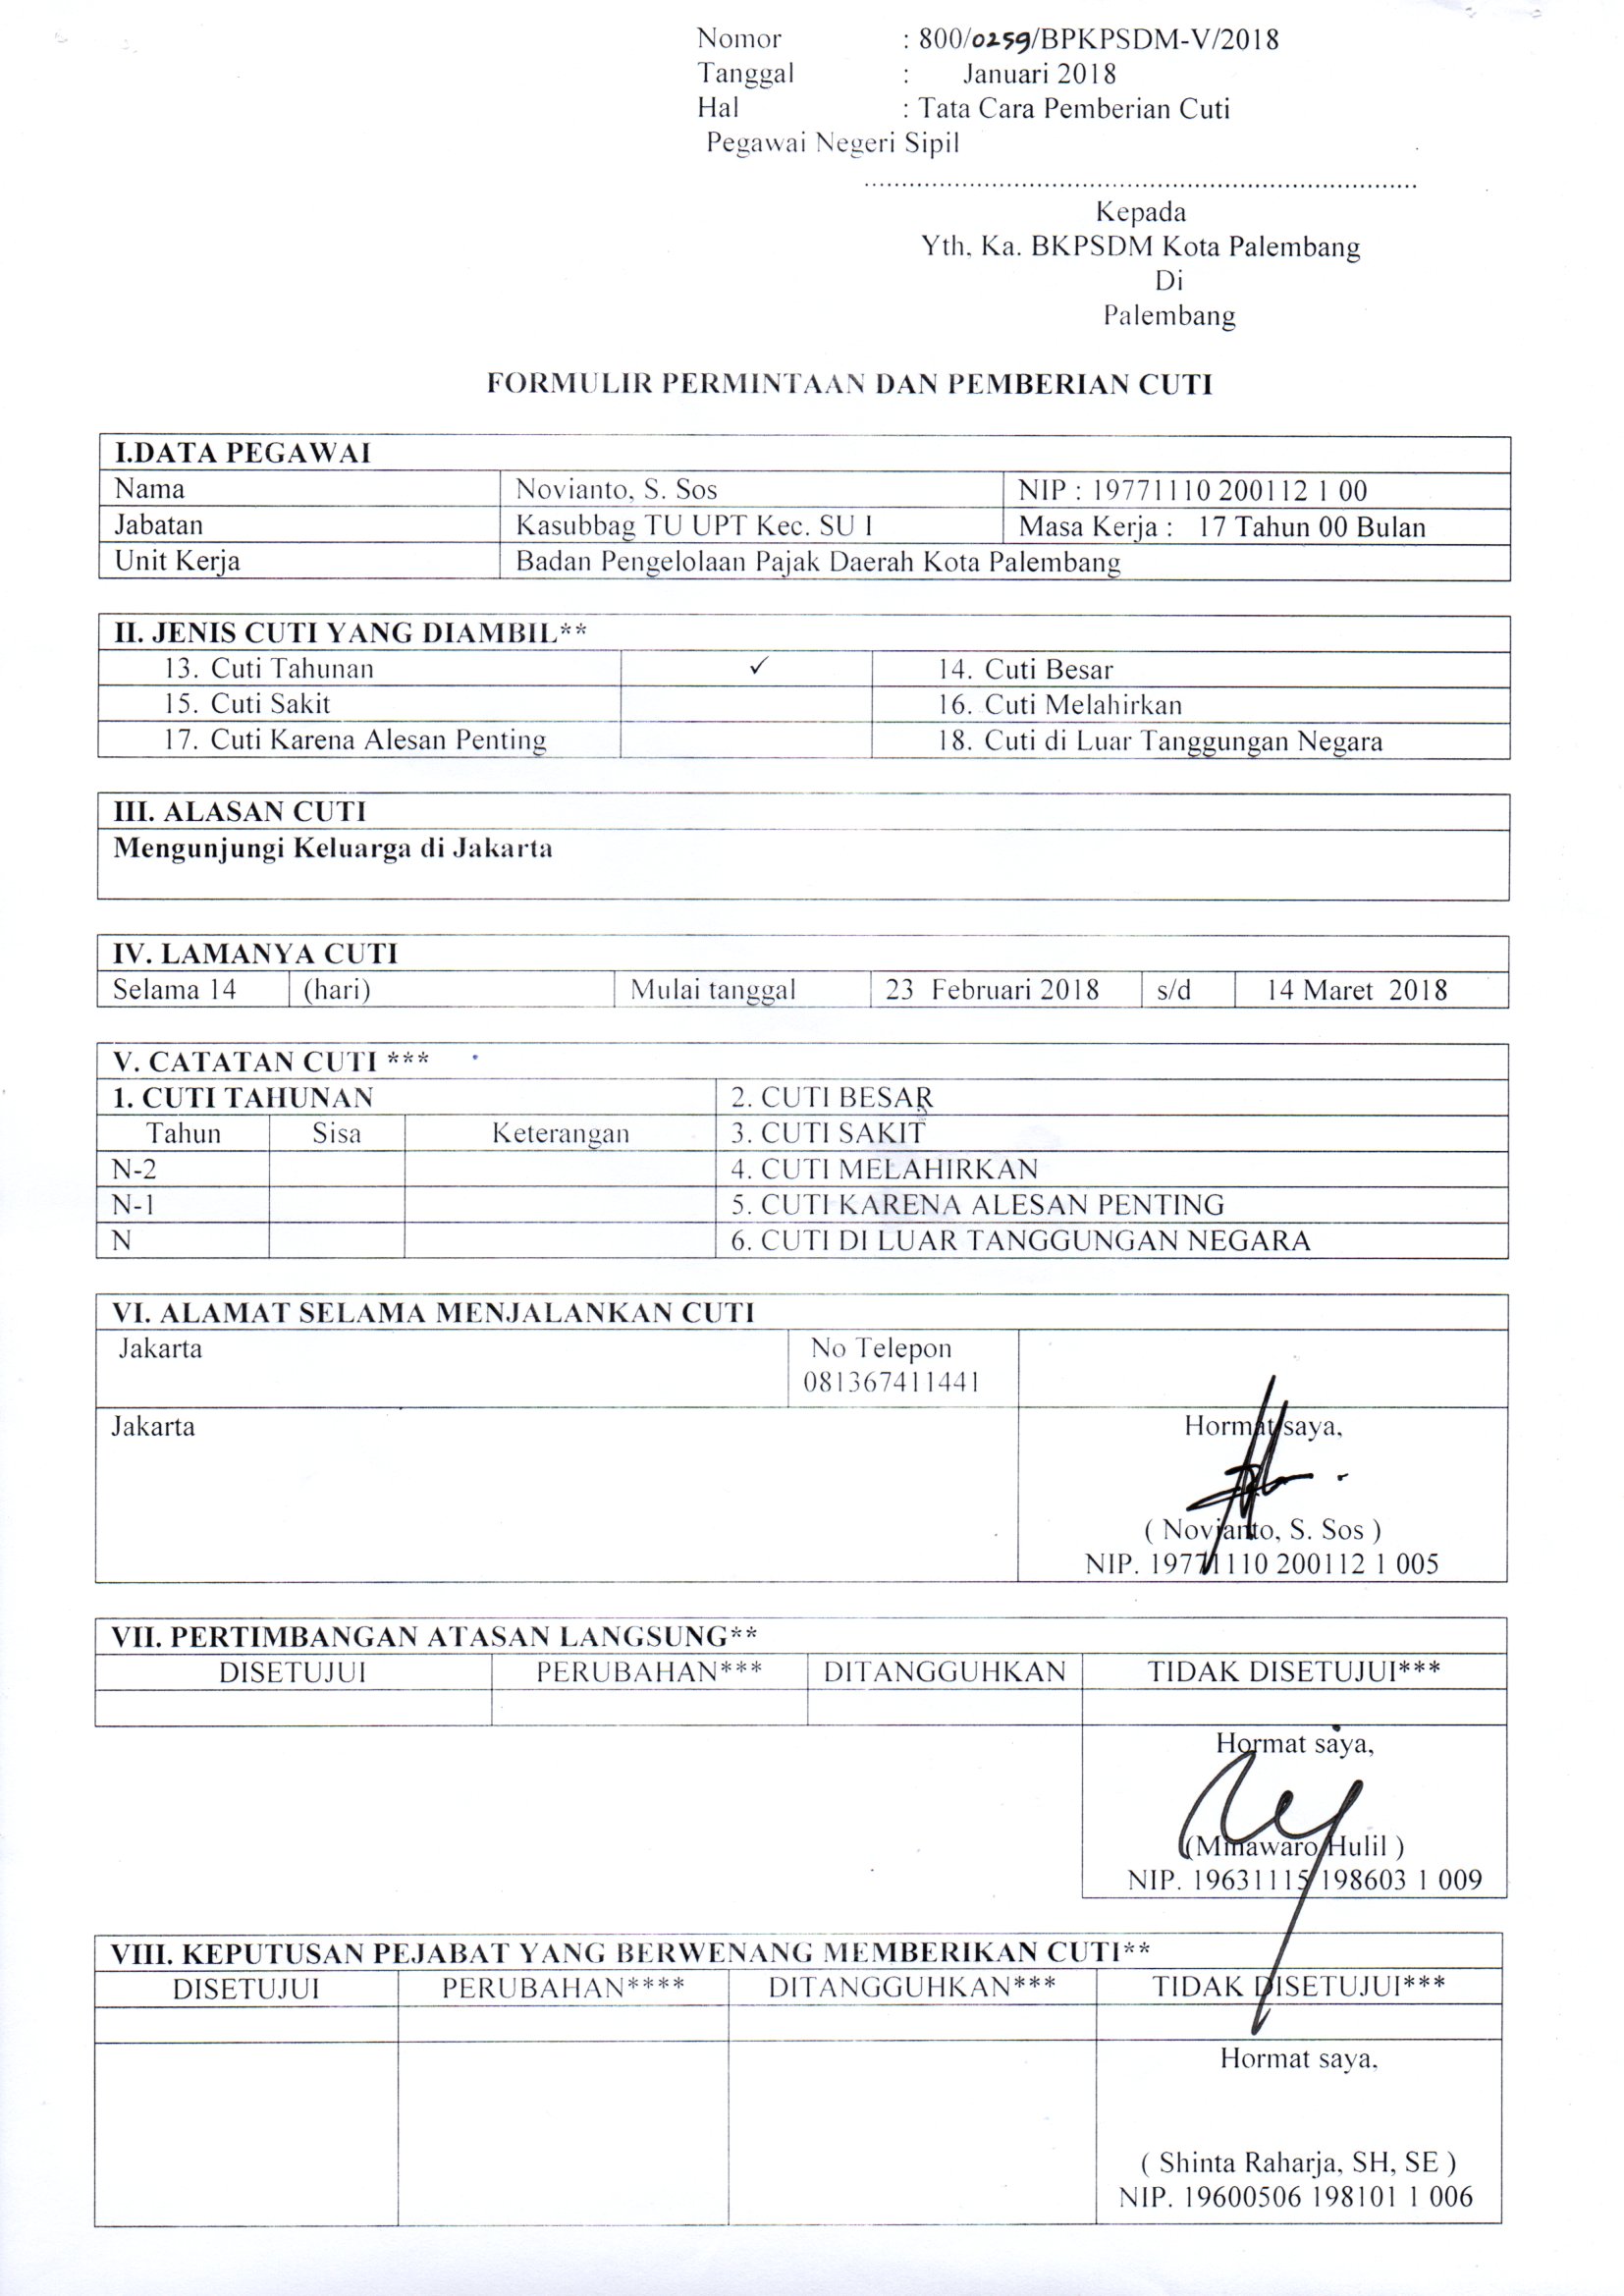 Nomor : 800/0259/BPKPSDM-V/2018
Tanggal : Januari 2018
Hal : Tata Cara Pemberian Cuti
Pegawai Negeri Sipil
......................................................................
Kepada
Yth, Ka. BKPSDM Kota Palembang
Di
Palembang
FORMULIR PERMINTAAN DAN PEMBERIAN CUTI
I.DATA PEGAWAI
Nama Novianto, S. Sos NIP : 19771110 200112 1 00
Jabatan Kasubbag TU UPT Kec. SU I Masa Kerja : 17 Tahun 00 Bulan
Unit Kerja Badan Pengelolaan Pajak Daerah Kota Palembang
II. JENIS CUTI YANG DIAMBIL**
13. Cuti Tahunan ✓ 14. Cuti Besar
15. Cuti Sakit 16. Cuti Melahirkan
17. Cuti Karena Alesan Penting 18. Cuti di Luar Tanggungan Negara
III. ALASAN CUTI
Mengunjungi Keluarga di Jakarta
IV. LAMANYA CUTI
Selama 14 (hari) Mulai tanggal 23 Februari 2018 s/d 14 Maret 2018
V. CATATAN CUTI ***
1. CUTI TAHUNAN 2. CUTI BESAR
Tahun Sisa Keterangan 3. CUTI SAKIT
N-2 4. CUTI MELAHIRKAN
N-1 5. CUTI KARENA ALESAN PENTING
N 6. CUTI DI LUAR TANGGUNGAN NEGARA
VI. ALAMAT SELAMA MENJALANKAN CUTI
Jakarta No Telepon
081367411441
Jakarta Hormat saya,
( Novianto, S. Sos )
NIP. 19771110 200112 1 005
VII. PERTIMBANGAN ATASAN LANGSUNG**
DISETUJUI PERUBAHAN*** DITANGGUHKAN TIDAK DISETUJUI***
Hormat saya,
(Minawaro Hulil )
NIP. 19631115 198603 1 009
VIII. KEPUTUSAN PEJABAT YANG BERWENANG MEMBERIKAN CUTI**
DISETUJUI PERUBAHAN**** DITANGGUHKAN*** TIDAK DISETUJUI***
Hormat saya,
( Shinta Raharja, SH, SE )
NIP. 19600506 198101 1 006